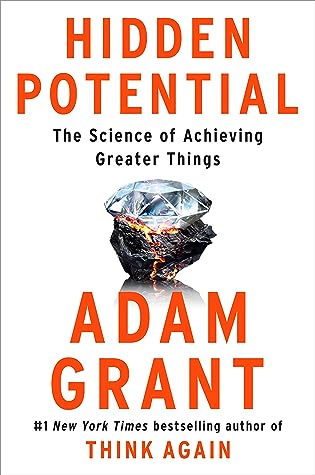 HIDDEN
POTENTIAL
The Science of Achieving
Greater Things
ADAM
GRANT
#1 New York Times bestselling author of
THINK AGAIN